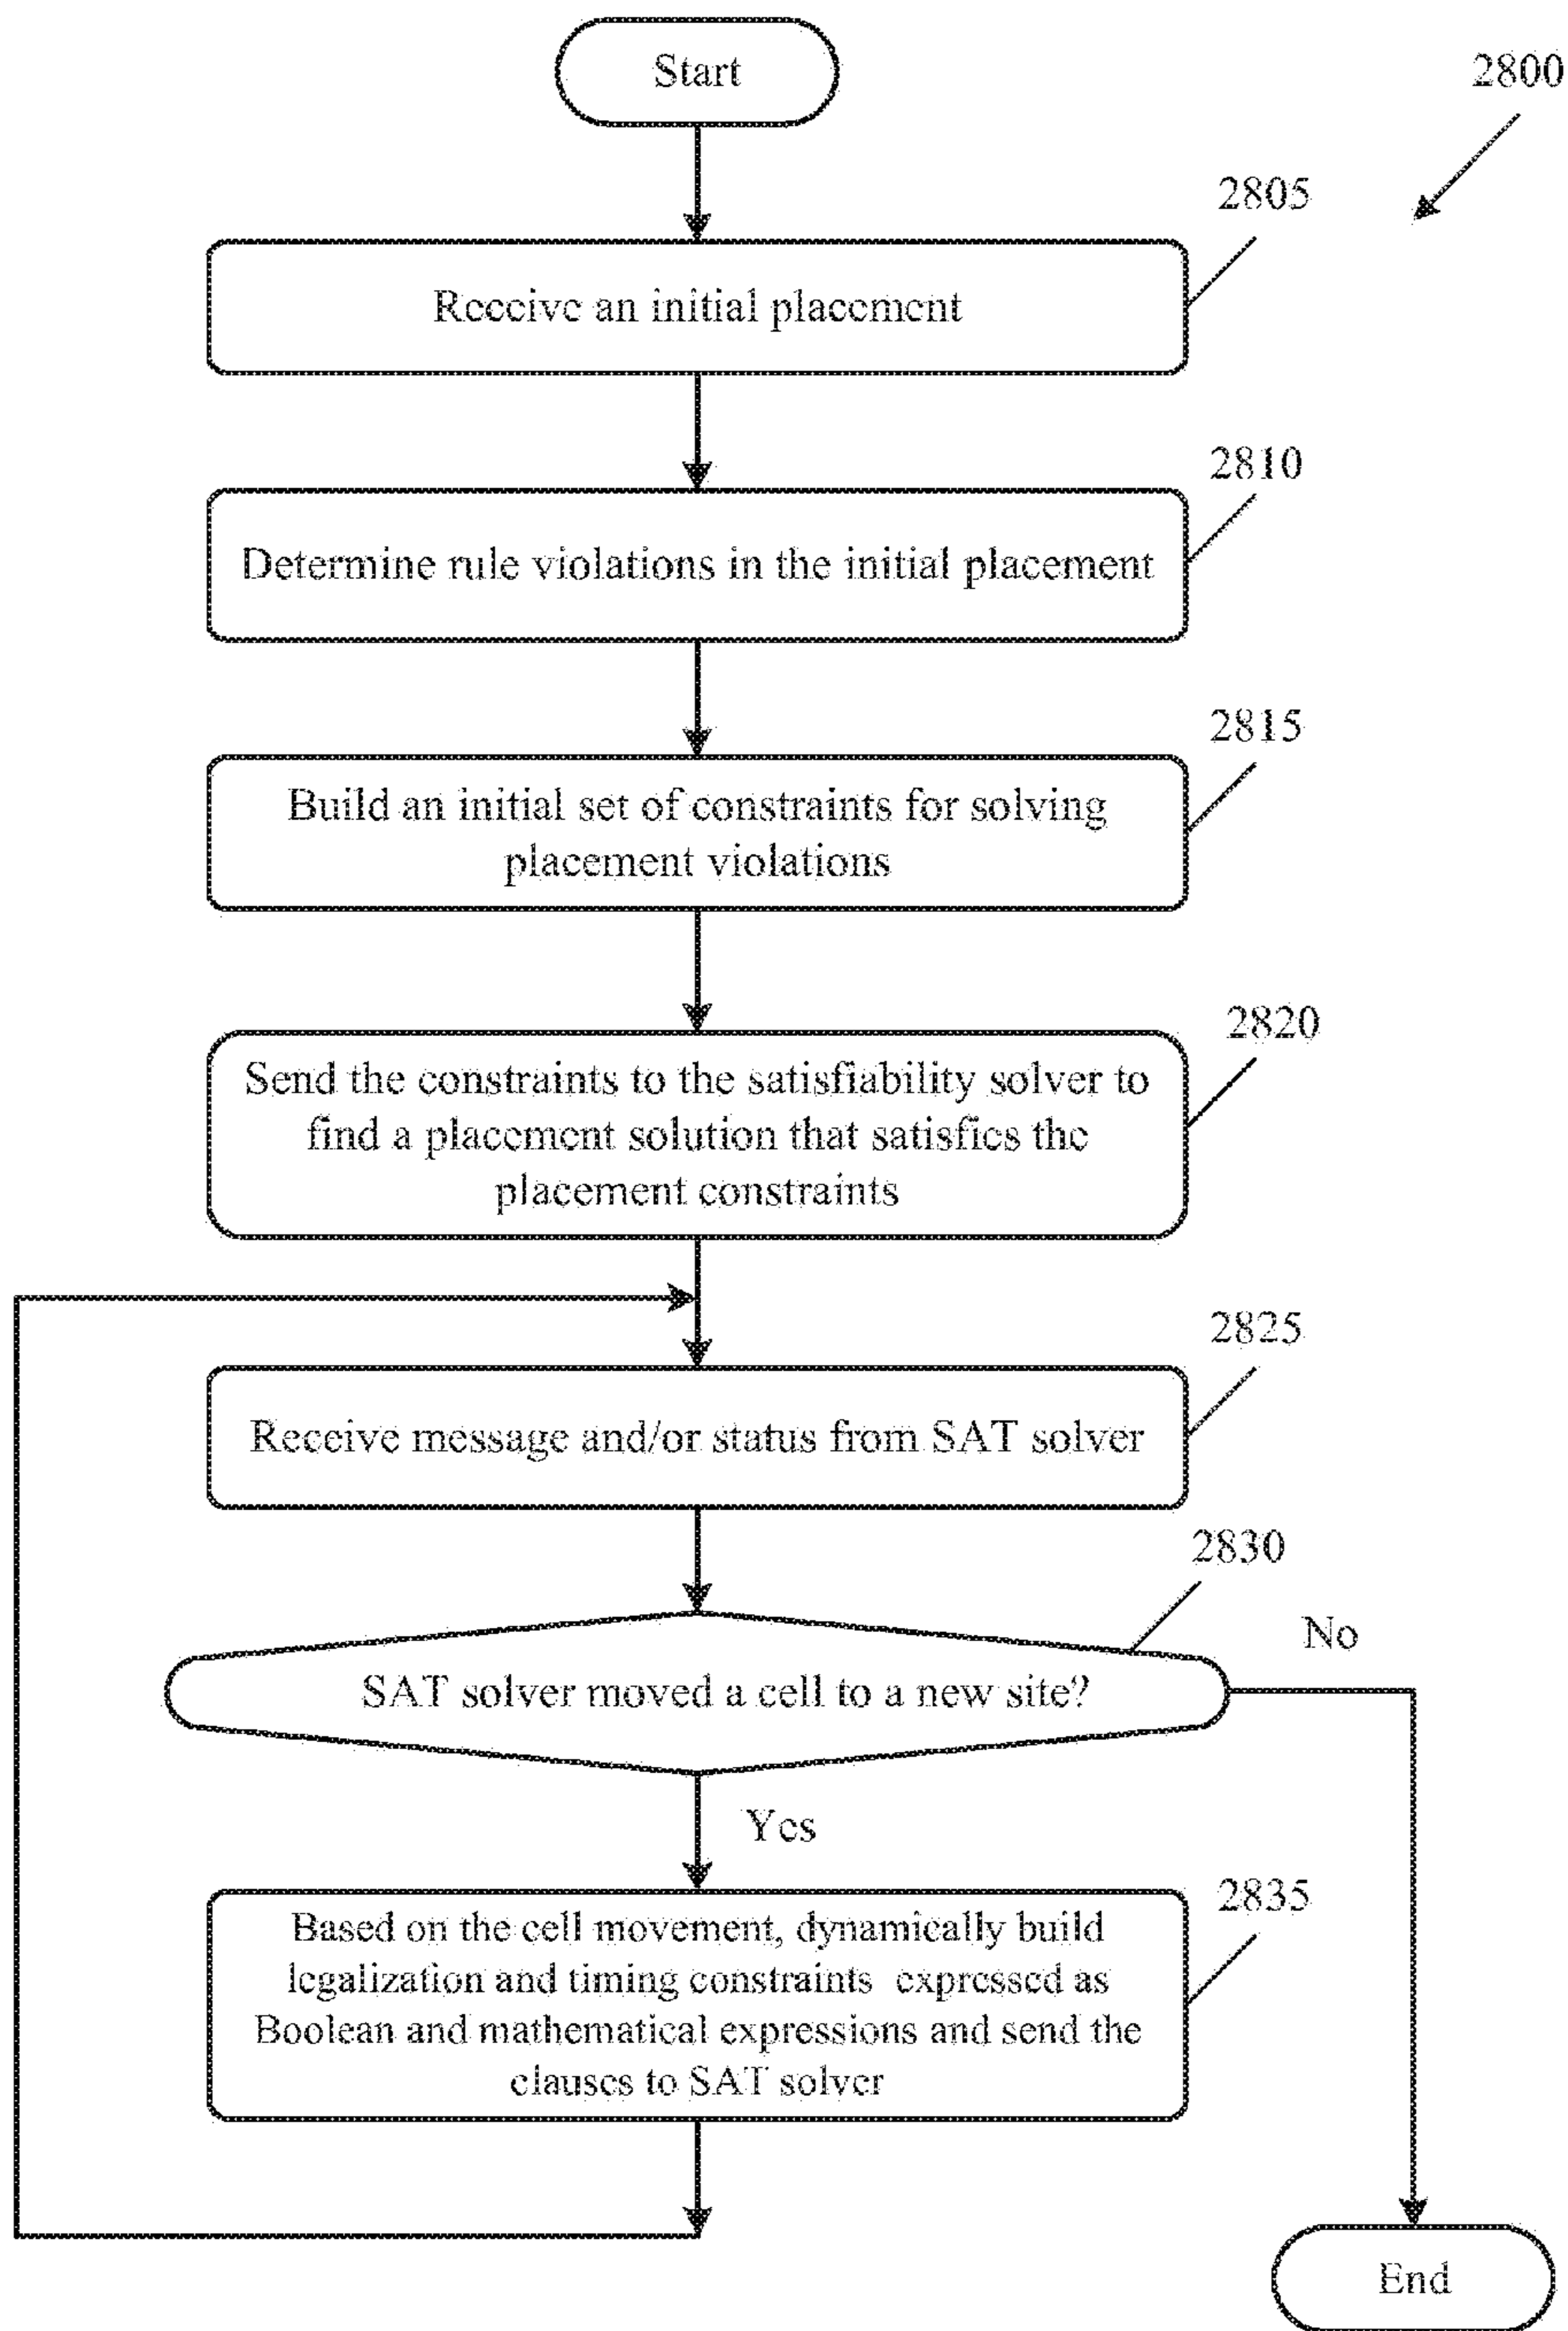 Start
2800
2805
Receive an initial placement
2810
Determine rule violations in the initial placement
2815
Build an initial set of constraints for solving
placement violations
2820
Send the constraints to the satisfiability solver to
find a placement solution that satisfies the
placement constraints
2825
Receive message and/or status from SAT solver
2830
No
SAT solver moved a cell to a new site?
Yes
2835
Based on the cell movement, dynamically build
legalization and timing constraints expressed as
Boolean and mathematical expressions and send the
clauses to SAT solver
End